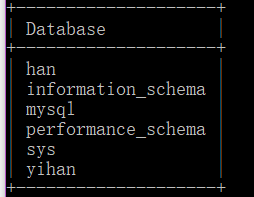 Database
han
information_schema
mysql
performance_schema
sys
yihan